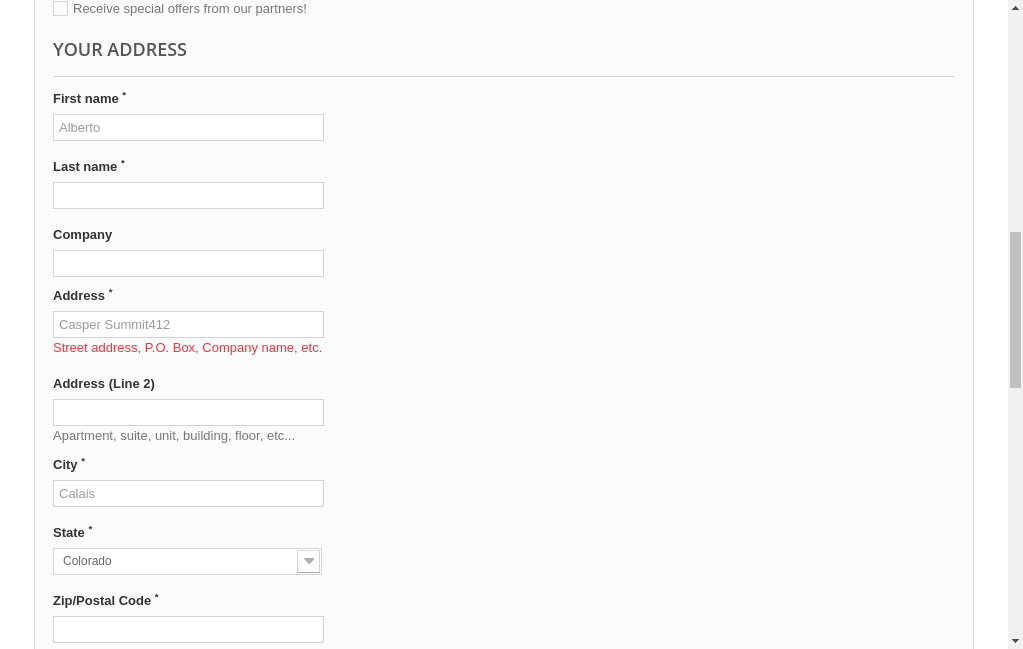 Receive special offers from our partners!
YOUR ADDRESS
First name *
Alberto
Last name *
Company
Address *
Casper Summit412
Street address, P.O. Box, Company name, etc.
Address (Line 2)
Apartment, suite, unit, building, floor, etc...
City *
Calais
State *
Colorado
Zip/Postal Code *